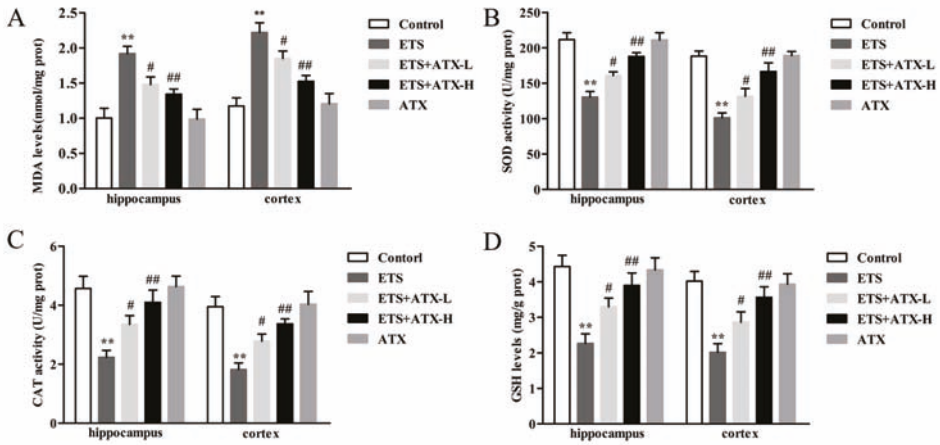 A
MDA levels(nmol/mg prot)
2.5
2.0
1.5
1.0
0.5
0.0
**
#
##
**
#
##
hippocampus
cortex
Control
ETS
ETS+ATX-L
ETS+ATX-H
ATX
B
SOD activity (U/mg prot)
250
200
150
100
50
0
**
#
##
**
#
##
hippocampus
cortex
Control
ETS
ETS+ATX-L
ETS+ATX-H
ATX
C
CAT activity (U/mg prot)
6
4
2
0
**
#
##
**
#
##
hippocampus
cortex
Contorl
ETS
ETS+ATX-L
ETS+ATX-H
ATX
D
GSH levels (mg/g prot)
5
4
3
2
1
0
**
#
##
**
#
##
hippocampus
cortex
Control
ETS
ETS+ATX-L
ETS+ATX-H
ATX